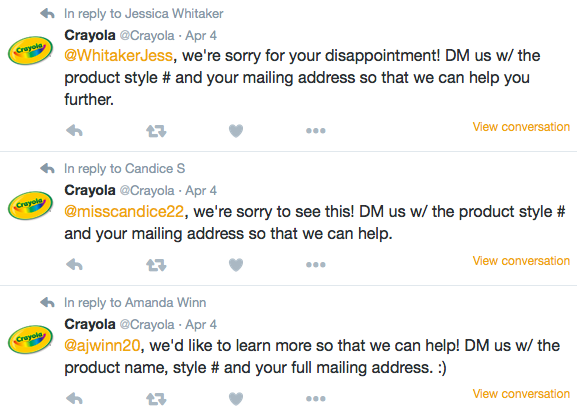 In reply to Jessica Whitaker
Crayola @Crayola · Apr 4
@WhitakerJess, we're sorry for your disappointment! DM us w/ the
product style # and your mailing address so that we can help you
further.
View conversation
In reply to Candice S
Crayola @Crayola · Apr 4
@misscandice22, we're sorry to see this! DM us w/ the product style #
and your mailing address so that we can help.
View conversation
In reply to Amanda Winn
Crayola @Crayola · Apr 4
@ajwinn20, we'd like to learn more so that we can help! DM us w/ the
product name, style # and your full mailing address. :)
View conversation
Crayola
Crayola
Crayola